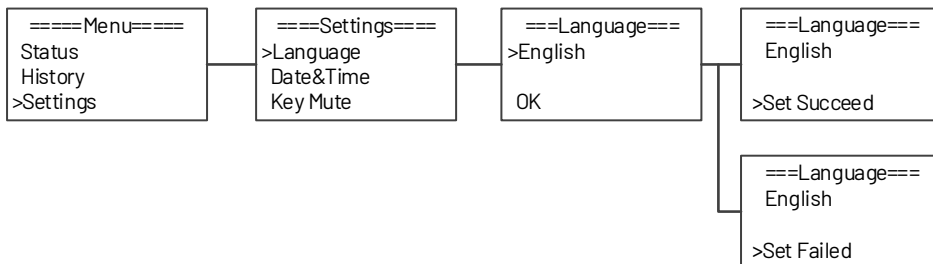 =====Menu=====
Status
History
>Settings
====Settings====
>Language
Date&Time
Key Mute
===Language===
>English
OK
===Language===
English
>Set Succeed
===Language===
English
>Set Failed